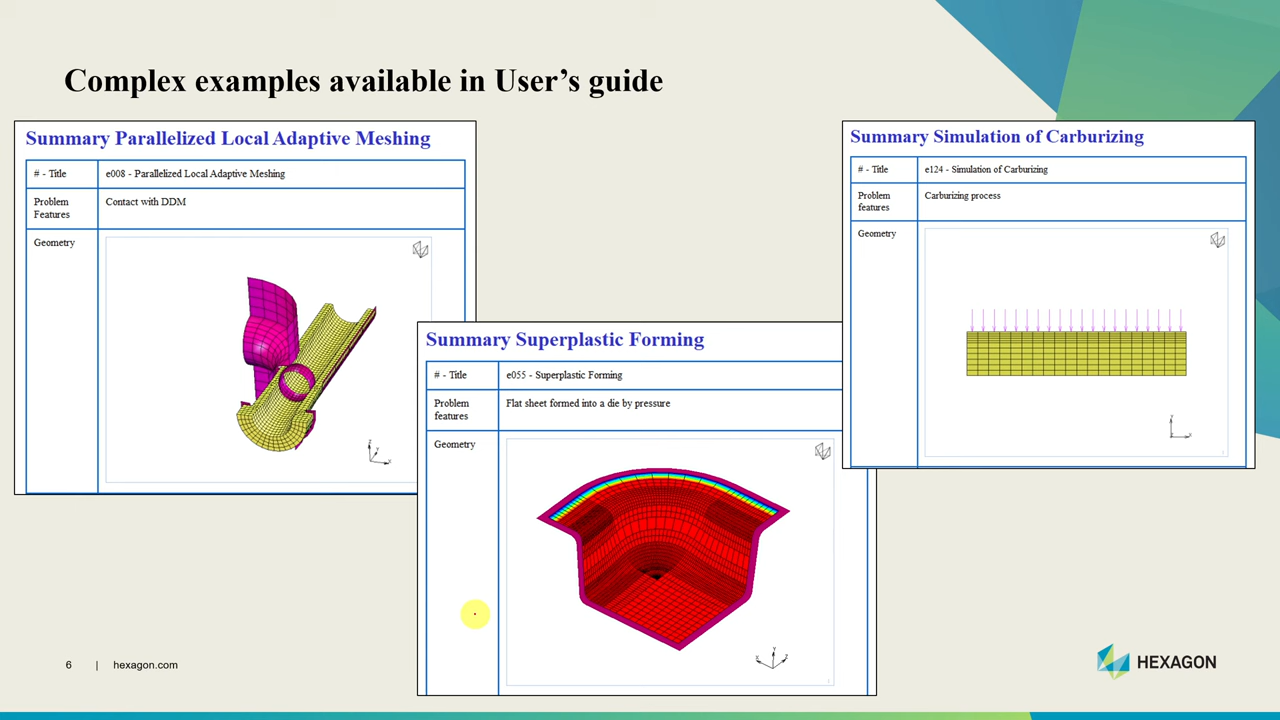 Complex examples available in User’s guide
Summary Parallelized Local Adaptive Meshing
# - Title
e008 - Parallelized Local Adaptive Meshing
Problem
Features
Contact with DDM
Geometry
Summary Superplastic Forming
# - Title
e055 - Superplastic Forming
Problem
features
Flat sheet formed into a die by pressure
Geometry
Summary Simulation of Carburizing
# - Title
e124 - Simulation of Carburizing
Problem
features
Carburizing process
Geometry
6 | hexagon.com
HEXAGON